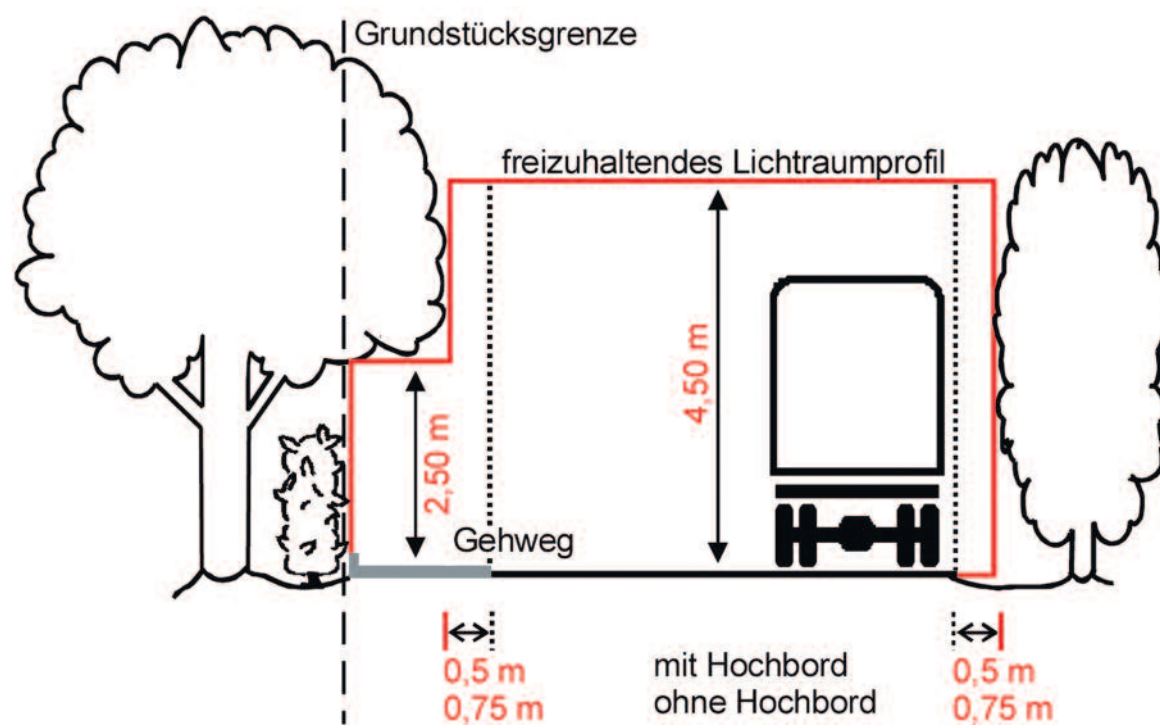 Grundstücksgrenze
freizuhaltendes Lichtraumprofil
2,50 m
4,50 m
Gehweg
0,5 m
0,75 m
mit Hochbord
ohne Hochbord
0,5 m
0,75 m